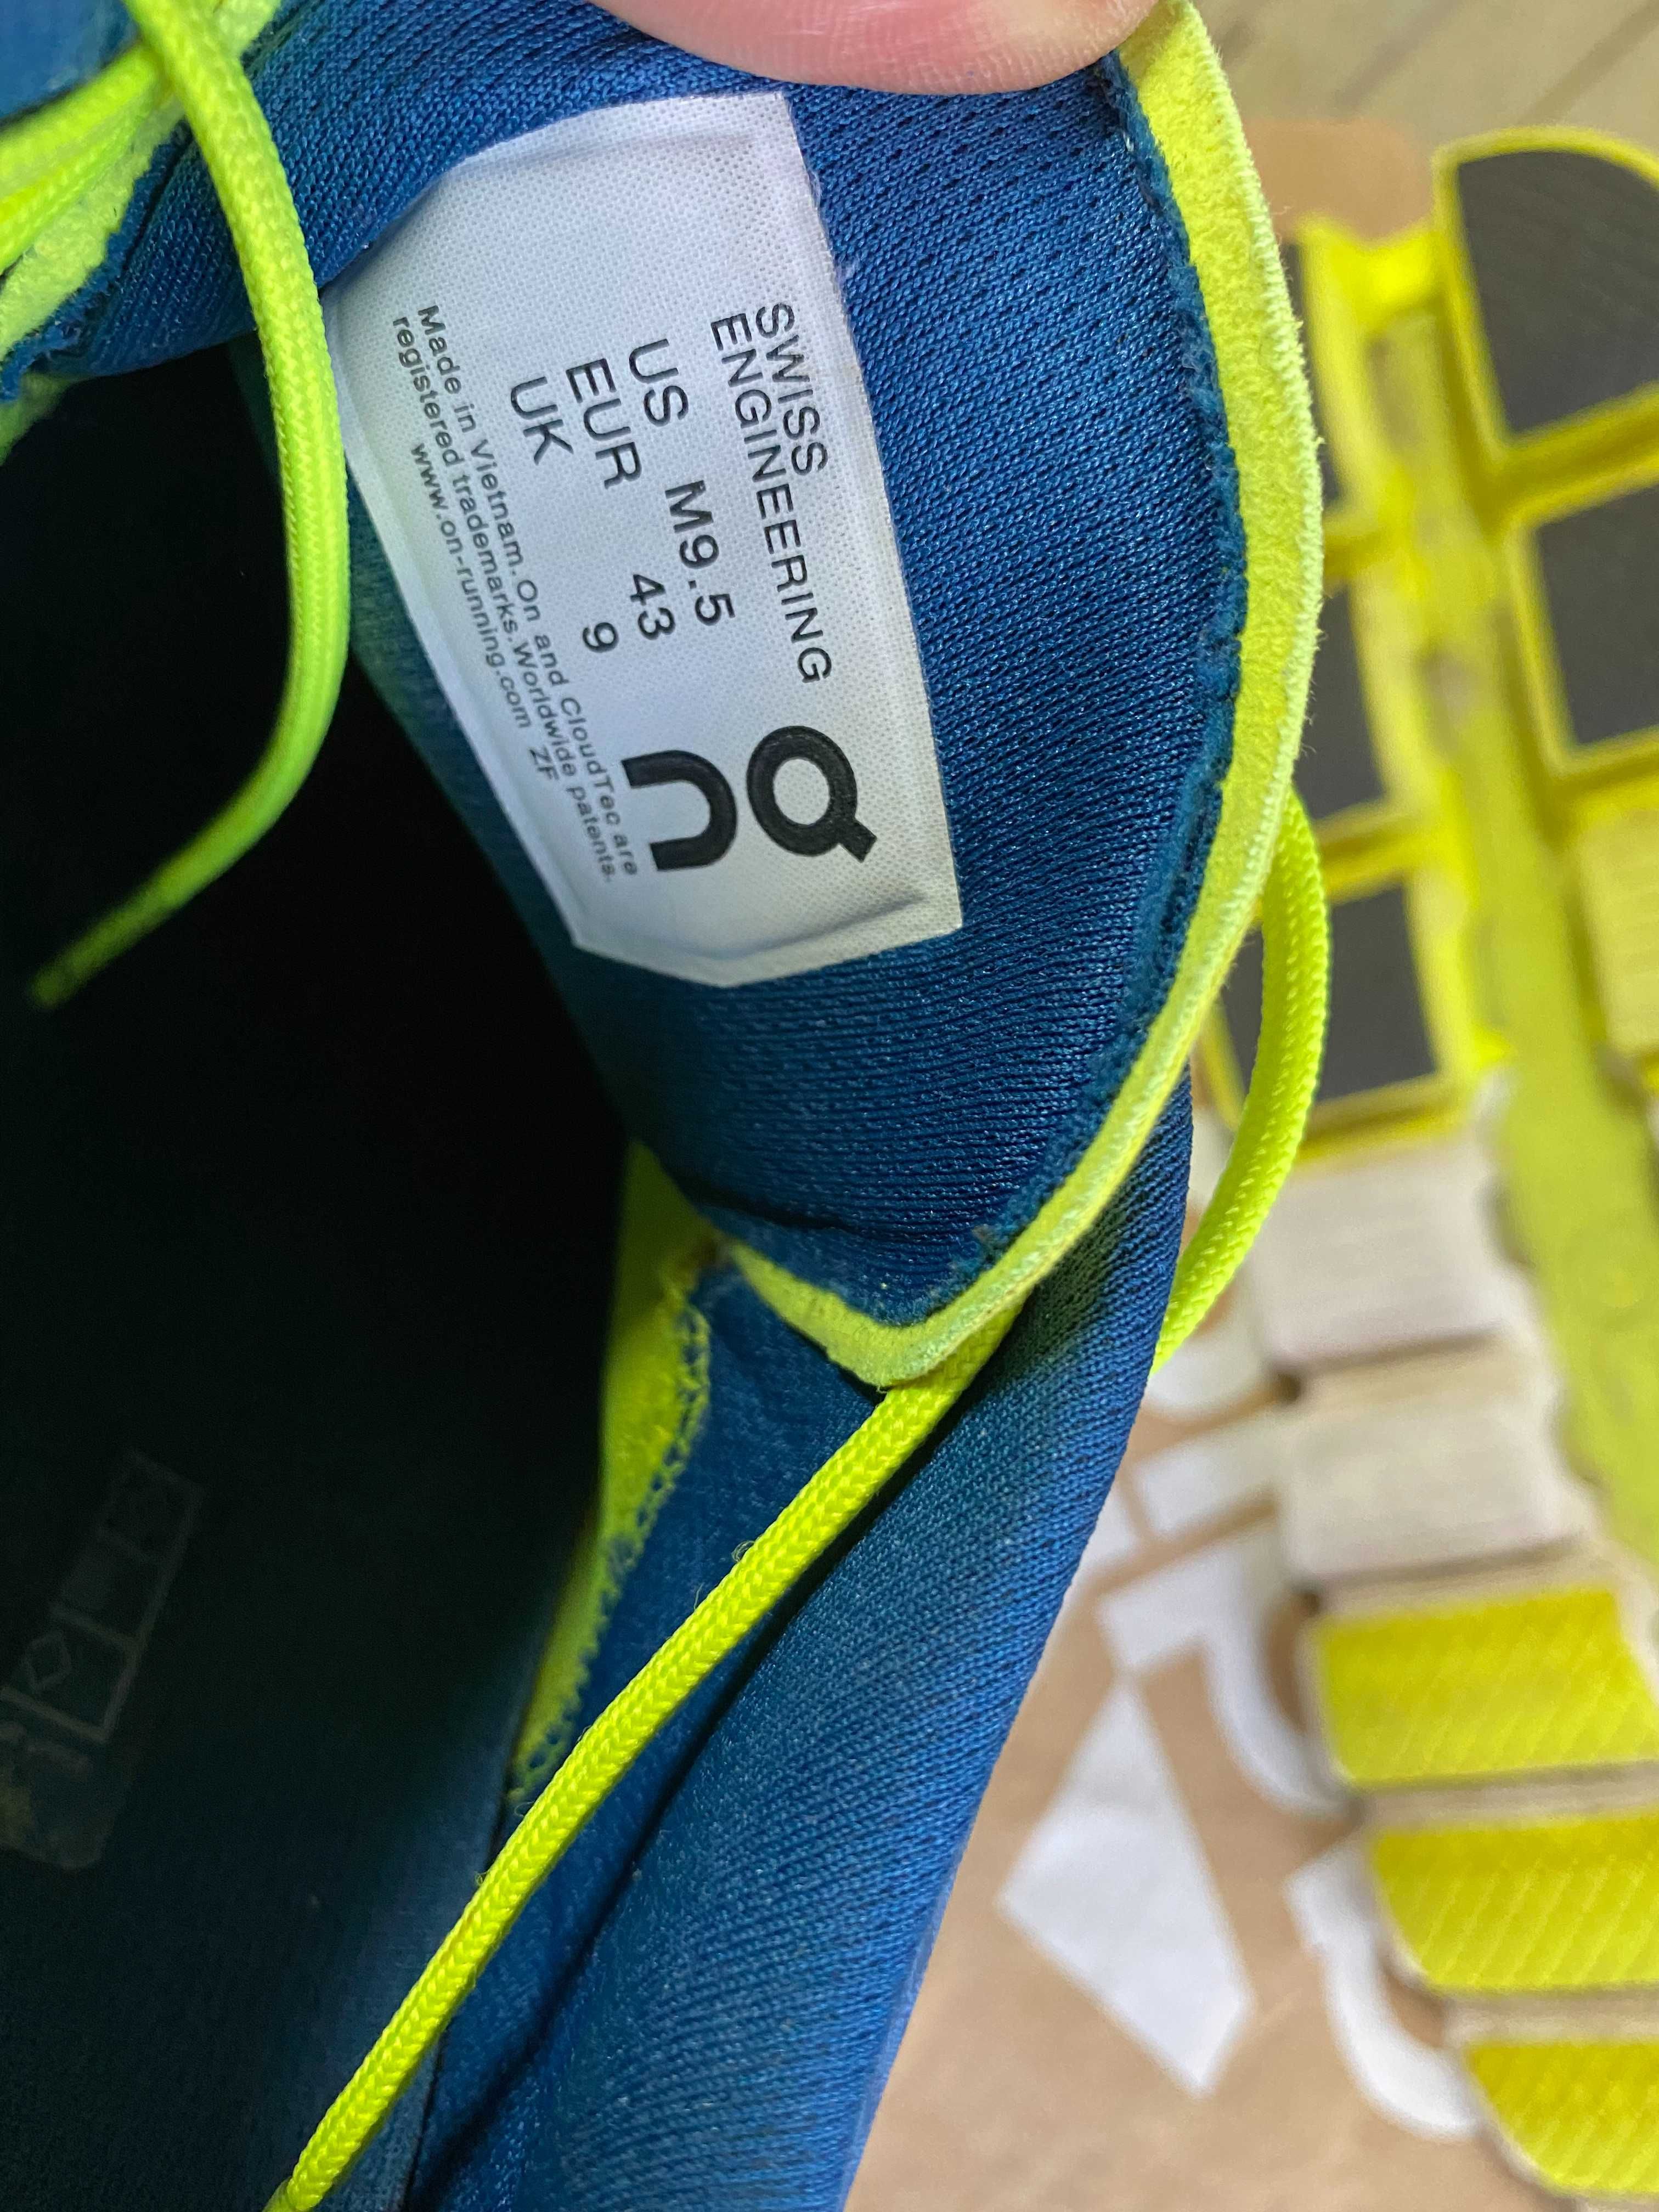 SWISS
ENGINEERING
US M9.5
EUR 43
UK 9
On
Made in Vietnam. On and CloudTec are
registered trademarks. Worldwide patents.
www.on-running.com ZF